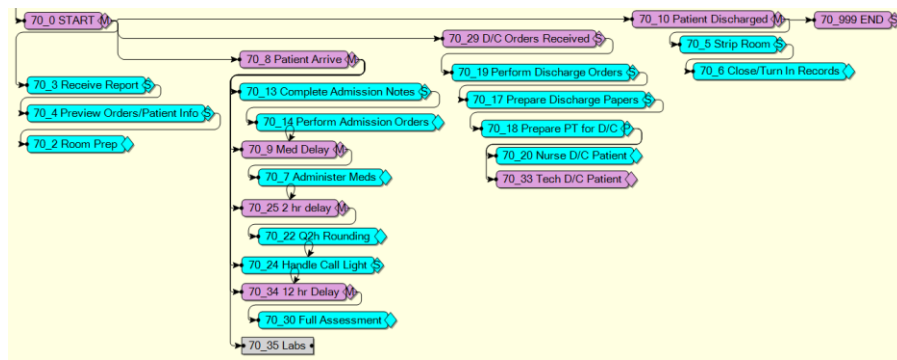 70_0 START M
70_10 Patient Discharged M
70_999 END S
70_29 D/C Orders Received S
70_5 Strip Room S
70_8 Patient Arrive M
70_19 Perform Discharge Orders S
70_6 Close/Turn In Records
70_3 Receive Report S
70_13 Complete Admission Notes S
70_17 Prepare Discharge Papers S
70_4 Preview Orders/Patient Info S
70_14 Perform Admission Orders
70_18 Prepare PT for D/C P
70_2 Room Prep
70_9 Med Delay M
70_20 Nurse D/C Patient
70_7 Administer Meds
70_33 Tech D/C Patient
70_25 2 hr delay M
70_22 Q2h Rounding
70_24 Handle Call Light S
70_34 12 hr Delay M
70_30 Full Assessment
70_35 Labs